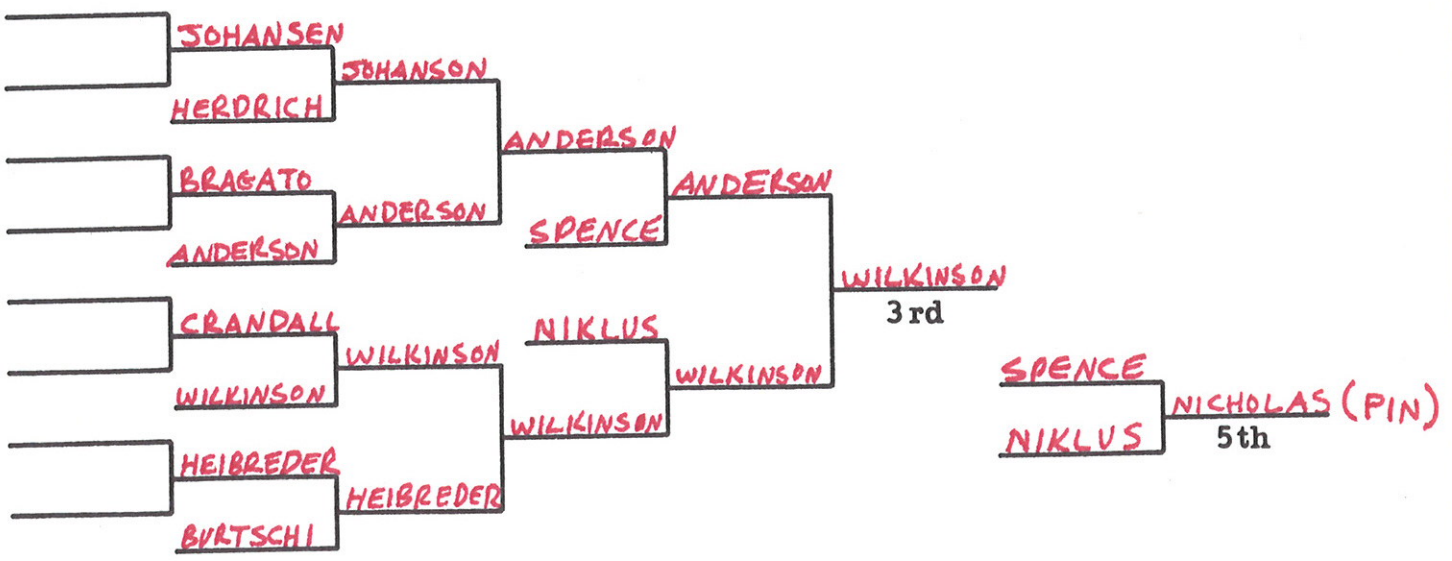 JOHANSEN
JOHANSON
HERDRICH
ANDERSON
BRAGATO
ANDERSON
ANDERSON
SPENCE
ANDERSON
WILKINSON
3rd
CRANDALL
NIKLUS
WILKINSON
WILKINSON
SPENCE
WILKINSON
NICHOLAS (PIN)
WILKINSON
NIKLUS
5th
HEIBREDER
HEIBREDER
BURTSCHI